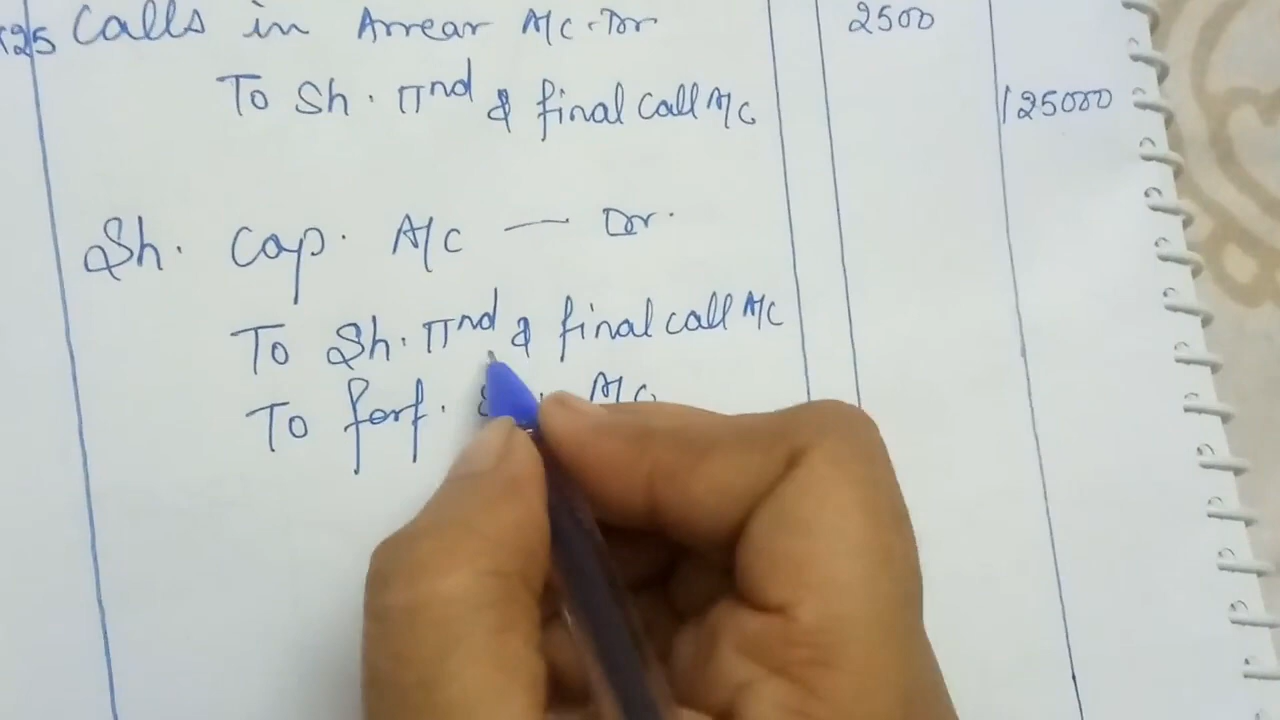 125 Calls in Arrear A/C. Dr 2500
To Sh. IInd & final call A/C 125000
Sh. Cap. A/C — Dr.
To Sh. IInd & final call A/C
To forf. A/C